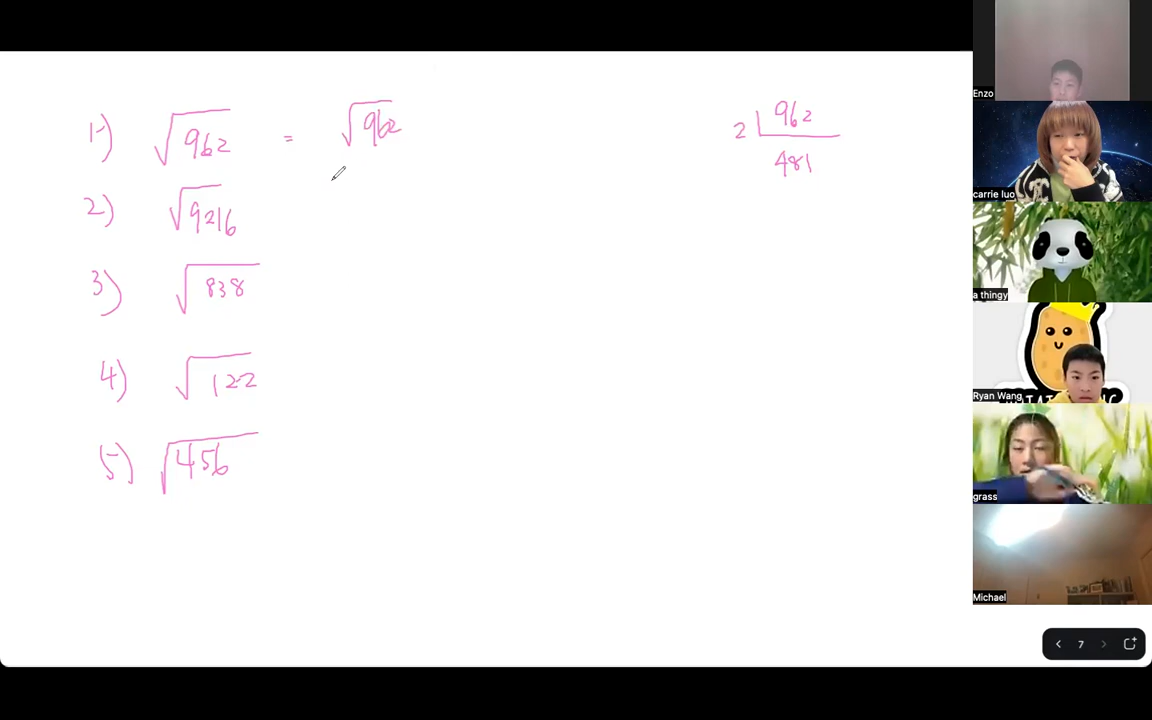 1) √962 = √962
2 962
481
2) √9216
3) √838
4) √122
5) √456
Enzo
carrie luo
a thingy
Ryan Wang
grass
Michael
7